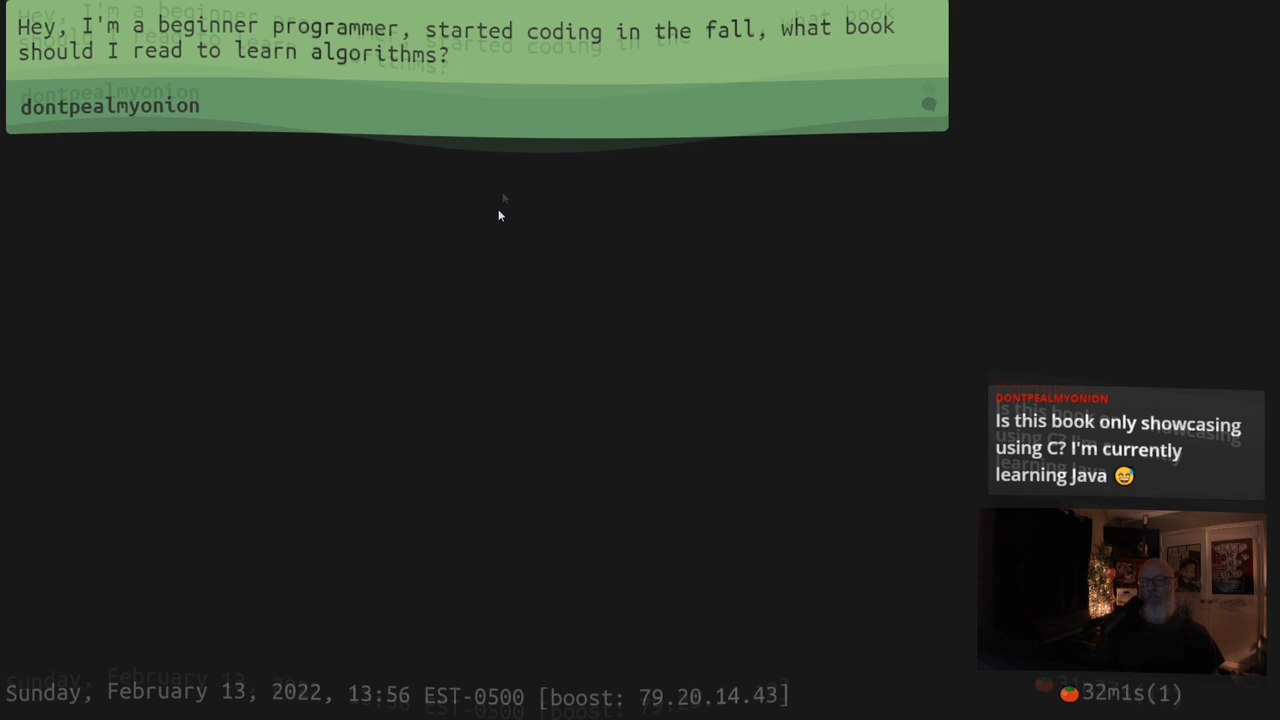 Hey, I'm a beginner programmer, started coding in the fall, what book
should I read to learn algorithms?
dontpealmyonion
DONTPEALMYONION
Is this book only showcasing
using C? I'm currently
learning Java 😅
Sunday, February 13, 2022, 13:56 EST-0500 [boost: 79.20.14.43]
🍅32m1s(1)